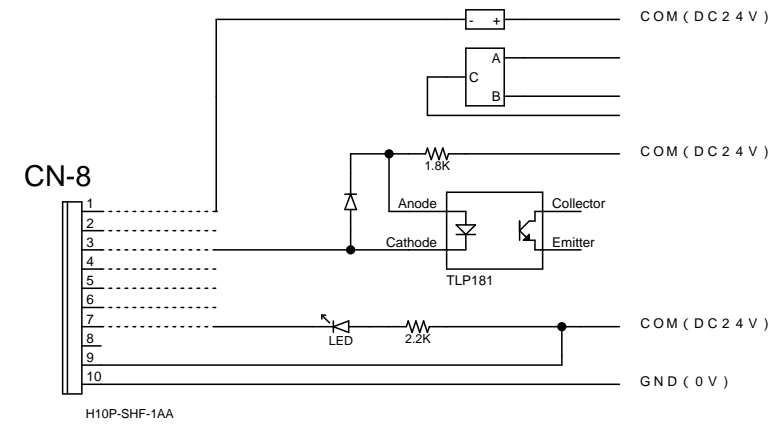 - + COM(DC24V)
A
C
B
COM(DC24V)
1.8K
CN-8
1 Anode Collector
2
3 Cathode Emitter
4
TLP181
5
6
7 COM(DC24V)
LED 2.2K
8
9
10 GND(0V)
H10P-SHF-1AA